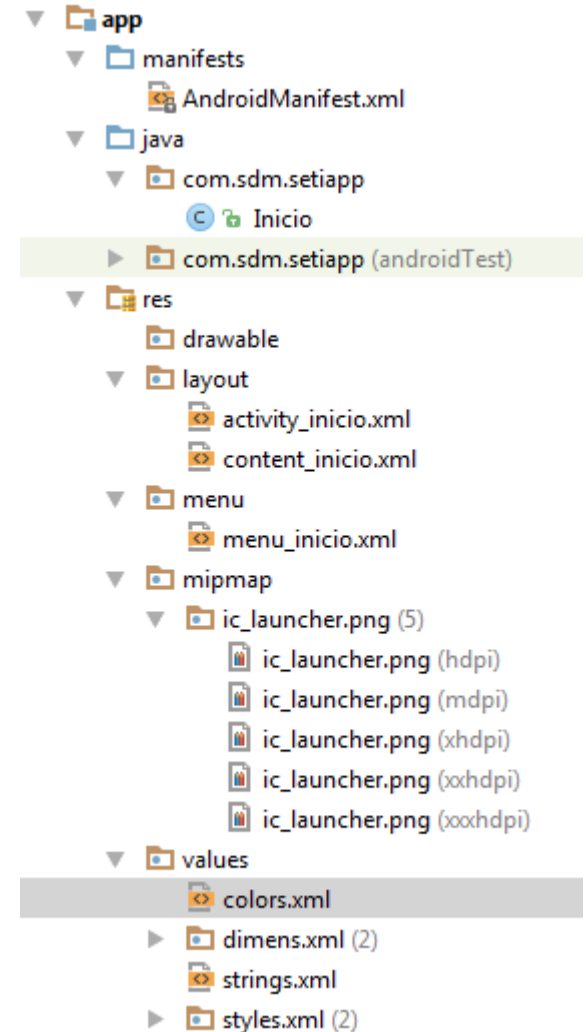 app
manifests
AndroidManifest.xml
java
com.sdm.setiapp
C Inicio
com.sdm.setiapp (androidTest)
res
drawable
layout
activity_inicio.xml
content_inicio.xml
menu
menu_inicio.xml
mipmap
ic_launcher.png (5)
ic_launcher.png (hdpi)
ic_launcher.png (mdpi)
ic_launcher.png (xhdpi)
ic_launcher.png (xxhdpi)
ic_launcher.png (xxxhdpi)
values
colors.xml
dimens.xml (2)
strings.xml
styles.xml (2)